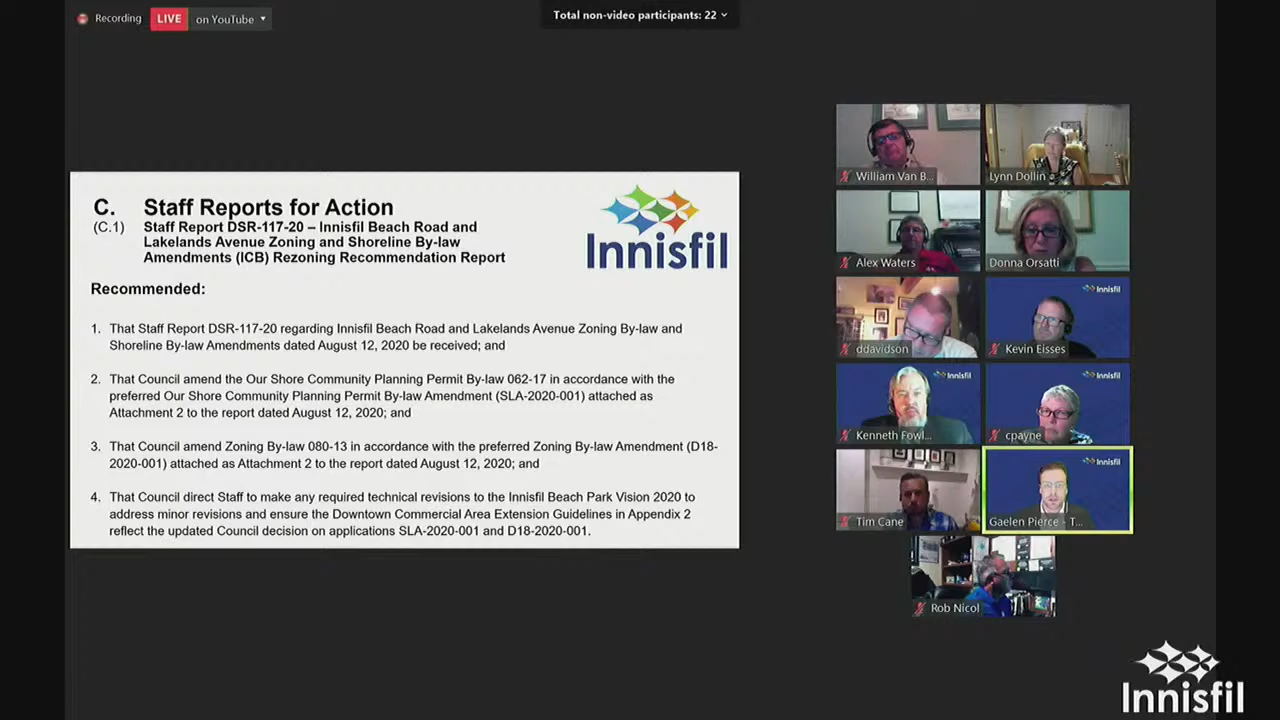 Recording
LIVE on YouTube
Total non-video participants: 22
C. Staff Reports for Action
(C.1) Staff Report DSR-117-20 – Innisfil Beach Road and
Lakelands Avenue Zoning and Shoreline By-law
Amendments (ICB) Rezoning Recommendation Report
Innisfil
Recommended:
1. That Staff Report DSR-117-20 regarding Innisfil Beach Road and Lakelands Avenue Zoning By-law and
Shoreline By-law Amendments dated August 12, 2020 be received; and
2. That Council amend the Our Shore Community Planning Permit By-law 062-17 in accordance with the
preferred Our Shore Community Planning Permit By-law Amendment (SLA-2020-001) attached as
Attachment 2 to the report dated August 12, 2020; and
3. That Council amend Zoning By-law 080-13 in accordance with the preferred Zoning By-law Amendment (D18-
2020-001) attached as Attachment 2 to the report dated August 12, 2020; and
4. That Council direct Staff to make any required technical revisions to the Innisfil Beach Park Vision 2020 to
address minor revisions and ensure the Downtown Commercial Area Extension Guidelines in Appendix 2
reflect the updated Council decision on applications SLA-2020-001 and D18-2020-001.
William Van B...
Lynn Dollin
Alex Waters
Donna Orsatti
ddavidson
Innisfil
Kevin Eisses
Innisfil
Kenneth Fowl...
Innisfil
cpayne
Tim Cane
Innisfil
Gaelen Pierce - T...
Rob Nicol
Innisfil